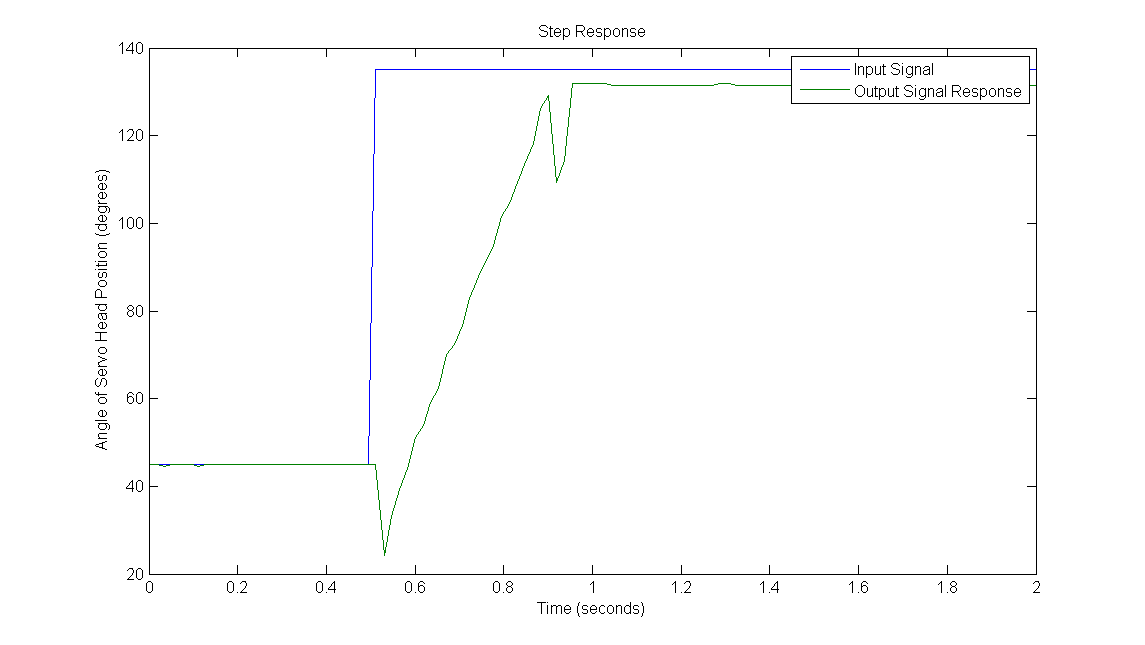 Step Response
Input Signal
Output Signal Response
Angle of Servo Head Position (degrees)
140
120
100
80
60
40
20
0 0.2 0.4 0.6 0.8 1 1.2 1.4 1.6 1.8 2
Time (seconds)